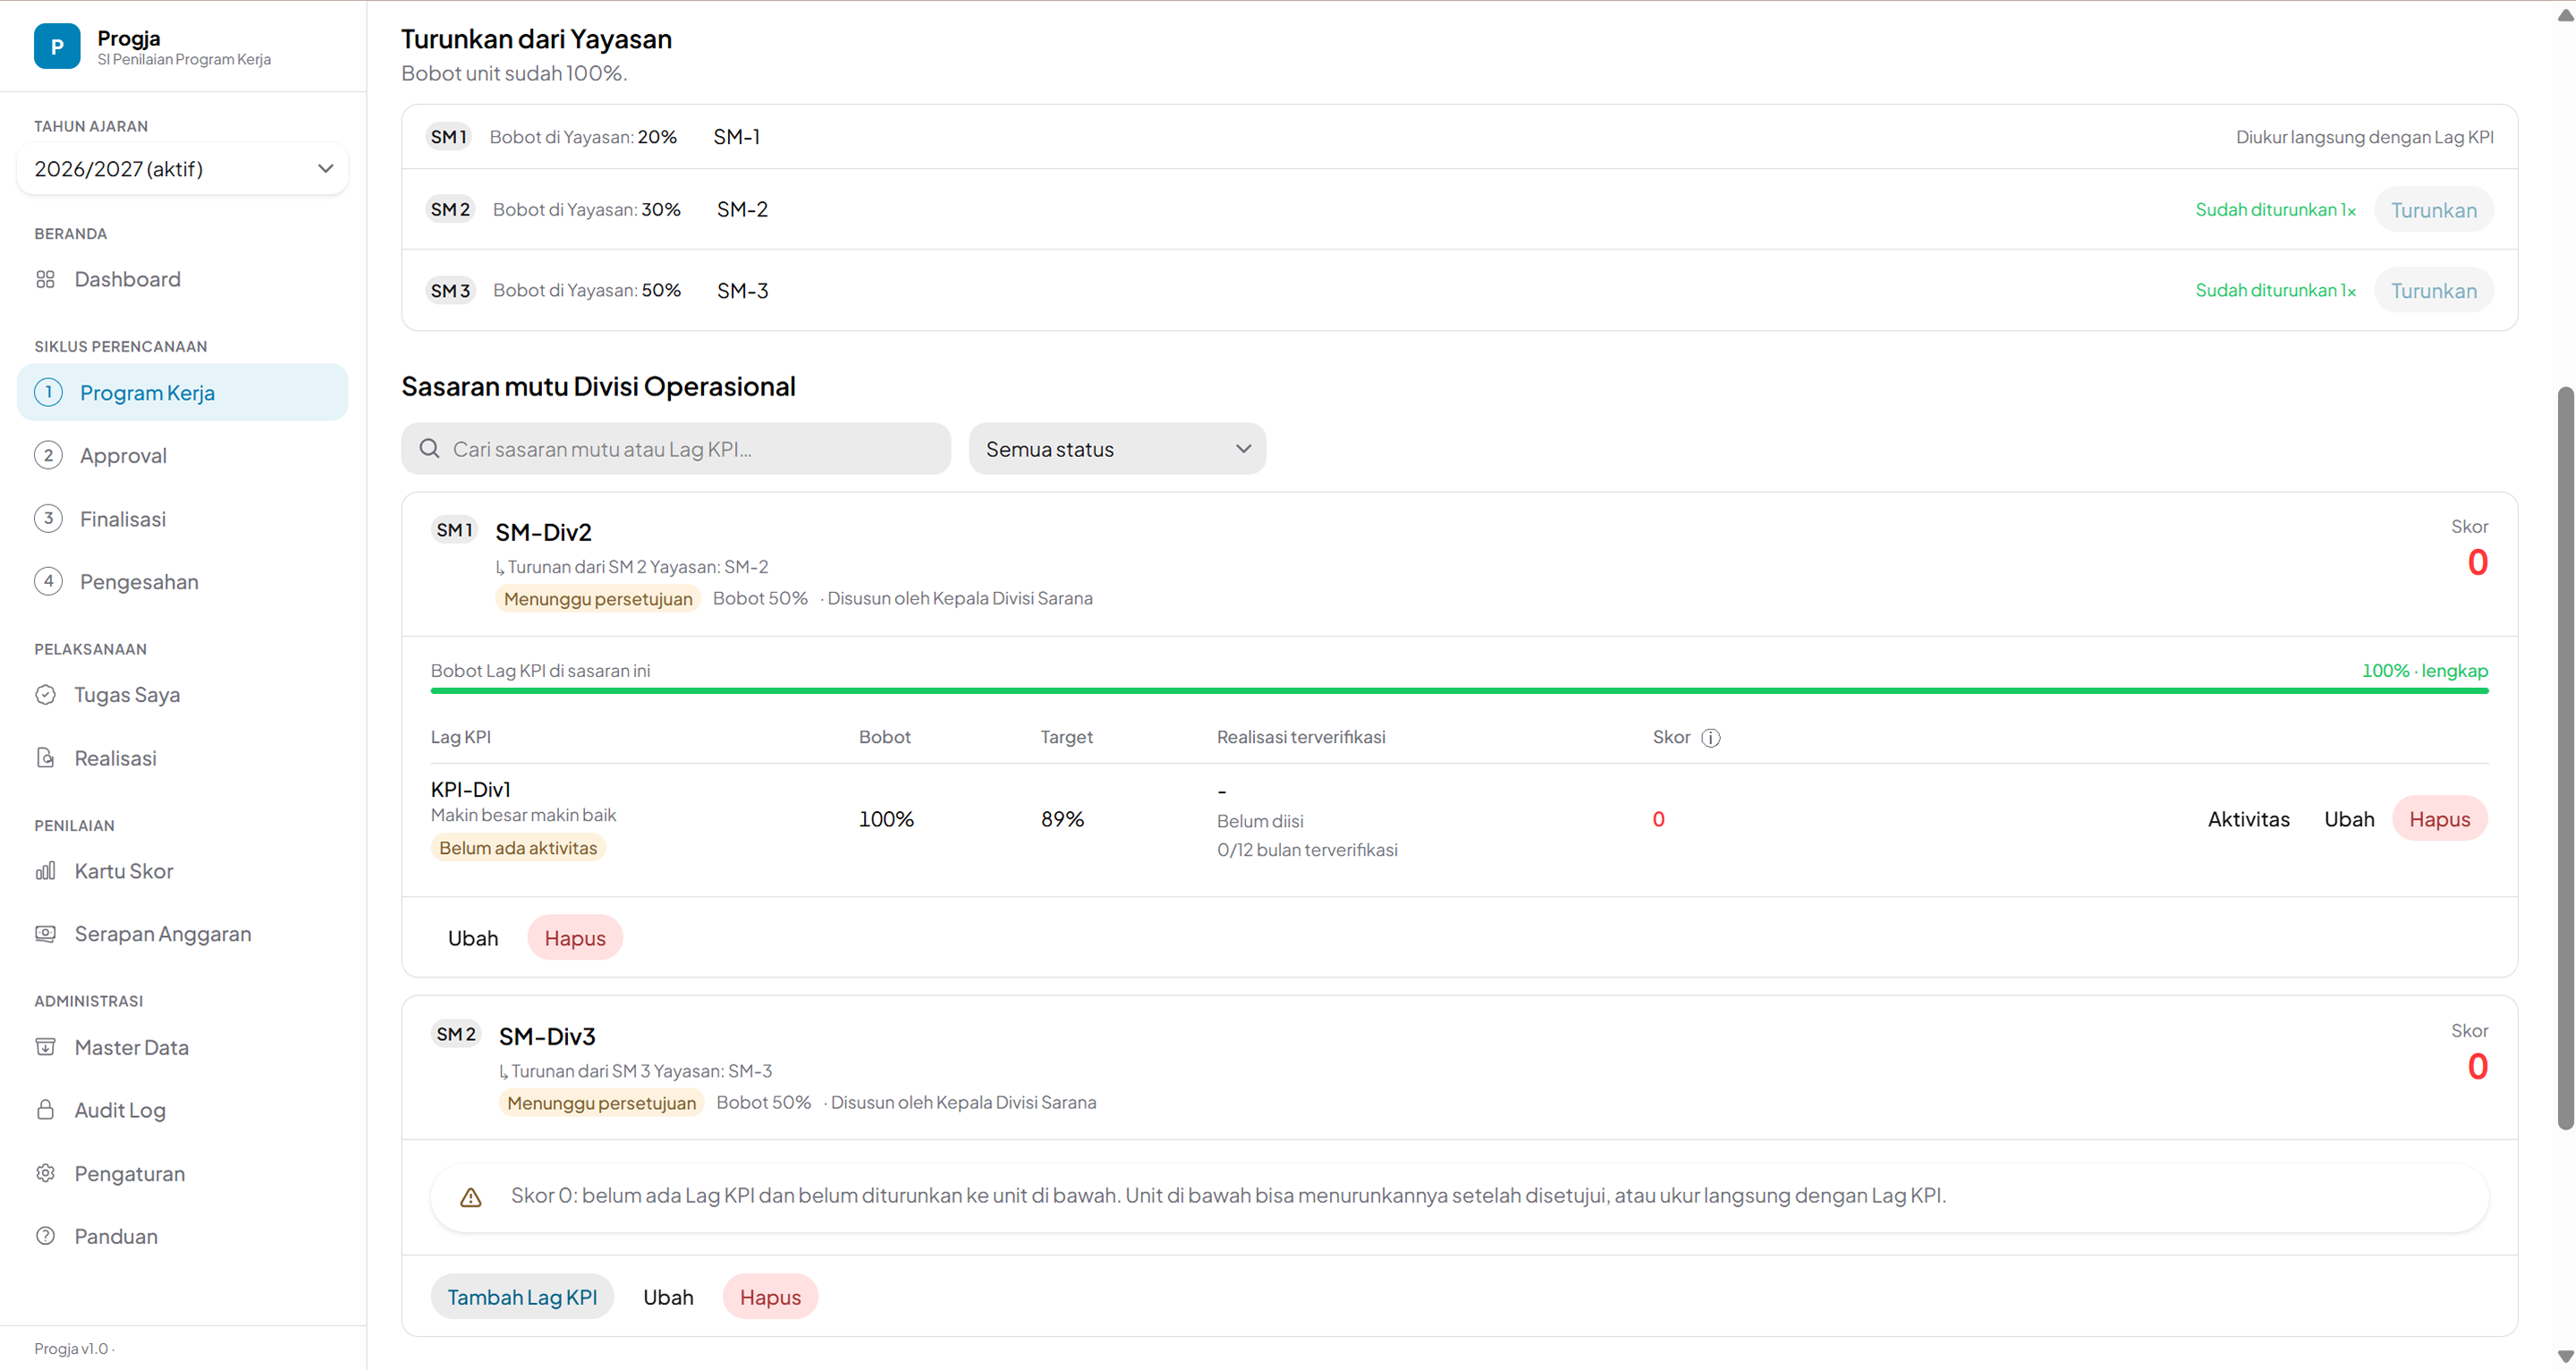 P
Progja
SI Penilaian Program Kerja
TAHUN AJARAN
2026/2027 (aktif)
BERANDA
Dashboard
SIKLUS PERENCANAAN
1 Program Kerja
2 Approval
3 Finalisasi
4 Pengesahan
PELAKSANAAN
Tugas Saya
Realisasi
PENILAIAN
Kartu Skor
Serapan Anggaran
ADMINISTRASI
Master Data
Audit Log
Pengaturan
Panduan
Progja v1.0 ·
Turunkan dari Yayasan
Bobot unit sudah 100%.
SM 1 Bobot di Yayasan: 20% SM-1 Diukur langsung dengan Lag KPI
SM 2 Bobot di Yayasan: 30% SM-2 Sudah diturunkan 1× Turunkan
SM 3 Bobot di Yayasan: 50% SM-3 Sudah diturunkan 1× Turunkan
Sasaran mutu Divisi Operasional
Cari sasaran mutu atau Lag KPI... Semua status
SM 1 SM-Div2 Skor
↳ Turunan dari SM 2 Yayasan: SM-2 0
Menunggu persetujuan Bobot 50% · Disusun oleh Kepala Divisi Sarana
Bobot Lag KPI di sasaran ini 100% · lengkap
Lag KPI Bobot Target Realisasi terverifikasi Skor
KPI-Div1 -
Makin besar makin baik 100% 89% Belum diisi 0 Aktivitas Ubah Hapus
Belum ada aktivitas 0/12 bulan terverifikasi
Ubah Hapus
SM 2 SM-Div3 Skor
↳ Turunan dari SM 3 Yayasan: SM-3 0
Menunggu persetujuan Bobot 50% · Disusun oleh Kepala Divisi Sarana
Skor 0: belum ada Lag KPI dan belum diturunkan ke unit di bawah. Unit di bawah bisa menurunkannya setelah disetujui, atau ukur langsung dengan Lag KPI.
Tambah Lag KPI Ubah Hapus